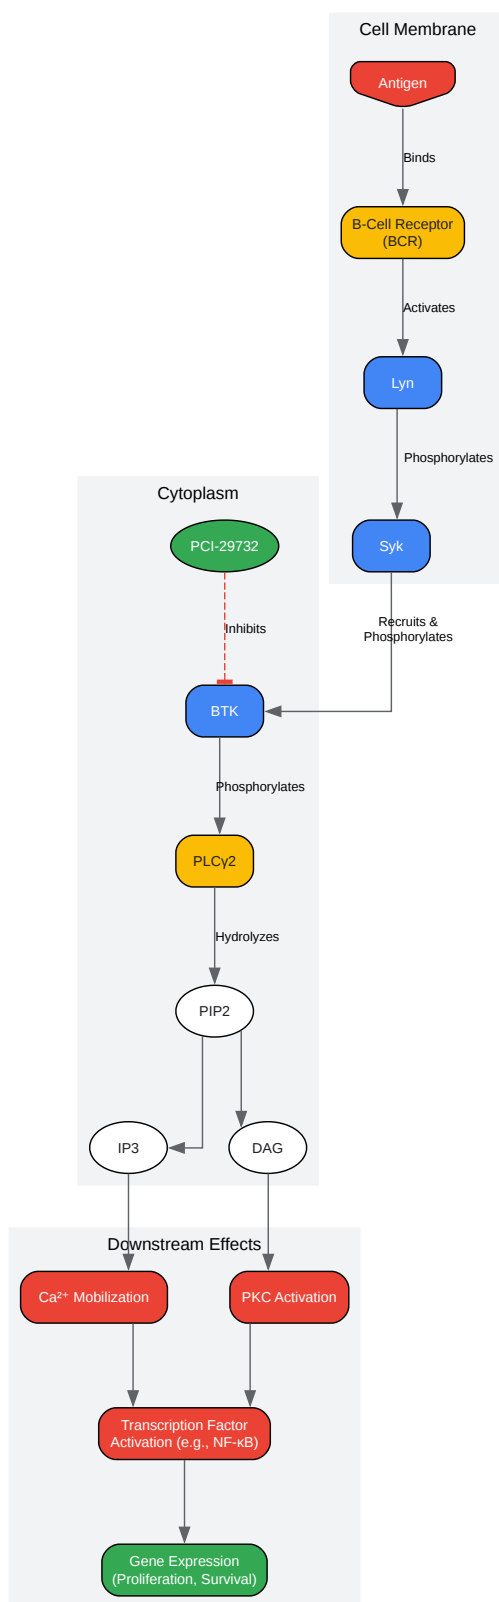 Cell Membrane
Antigen
Binds
B-Cell Receptor
(BCR)
Activates
Lyn
Phosphorylates
Cytoplasm
PCI-29732
Syk
Inhibits
Recruits &
Phosphorylates
BTK
Phosphorylates
PLCγ2
Hydrolyzes
PIP2
IP3
DAG
Downstream Effects
Ca²⁺ Mobilization
PKC Activation
Transcription Factor
Activation (e.g., NF-κB)
Gene Expression
(Proliferation, Survival)